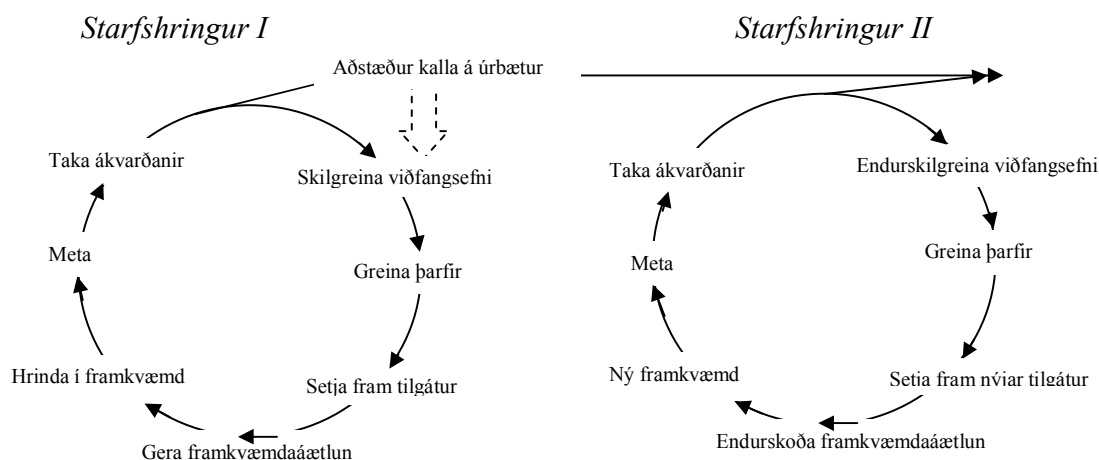 Starfshringur I
Aðstæður kalla á úrbætur
Skilgreina viðfangsefni
Greina þarfir
Setja fram tilgátur
Gera framkvæmdaáætlun
Hrinda í framkvæmd
Meta
Taka ákvarðanir
Starfshringur II
Endurskilgreina viðfangsefni
Greina þarfir
Setja fram nýjar tilgátur
Endurskoða framkvæmdaáætlun
Ný framkvæmd
Meta
Taka ákvarðanir